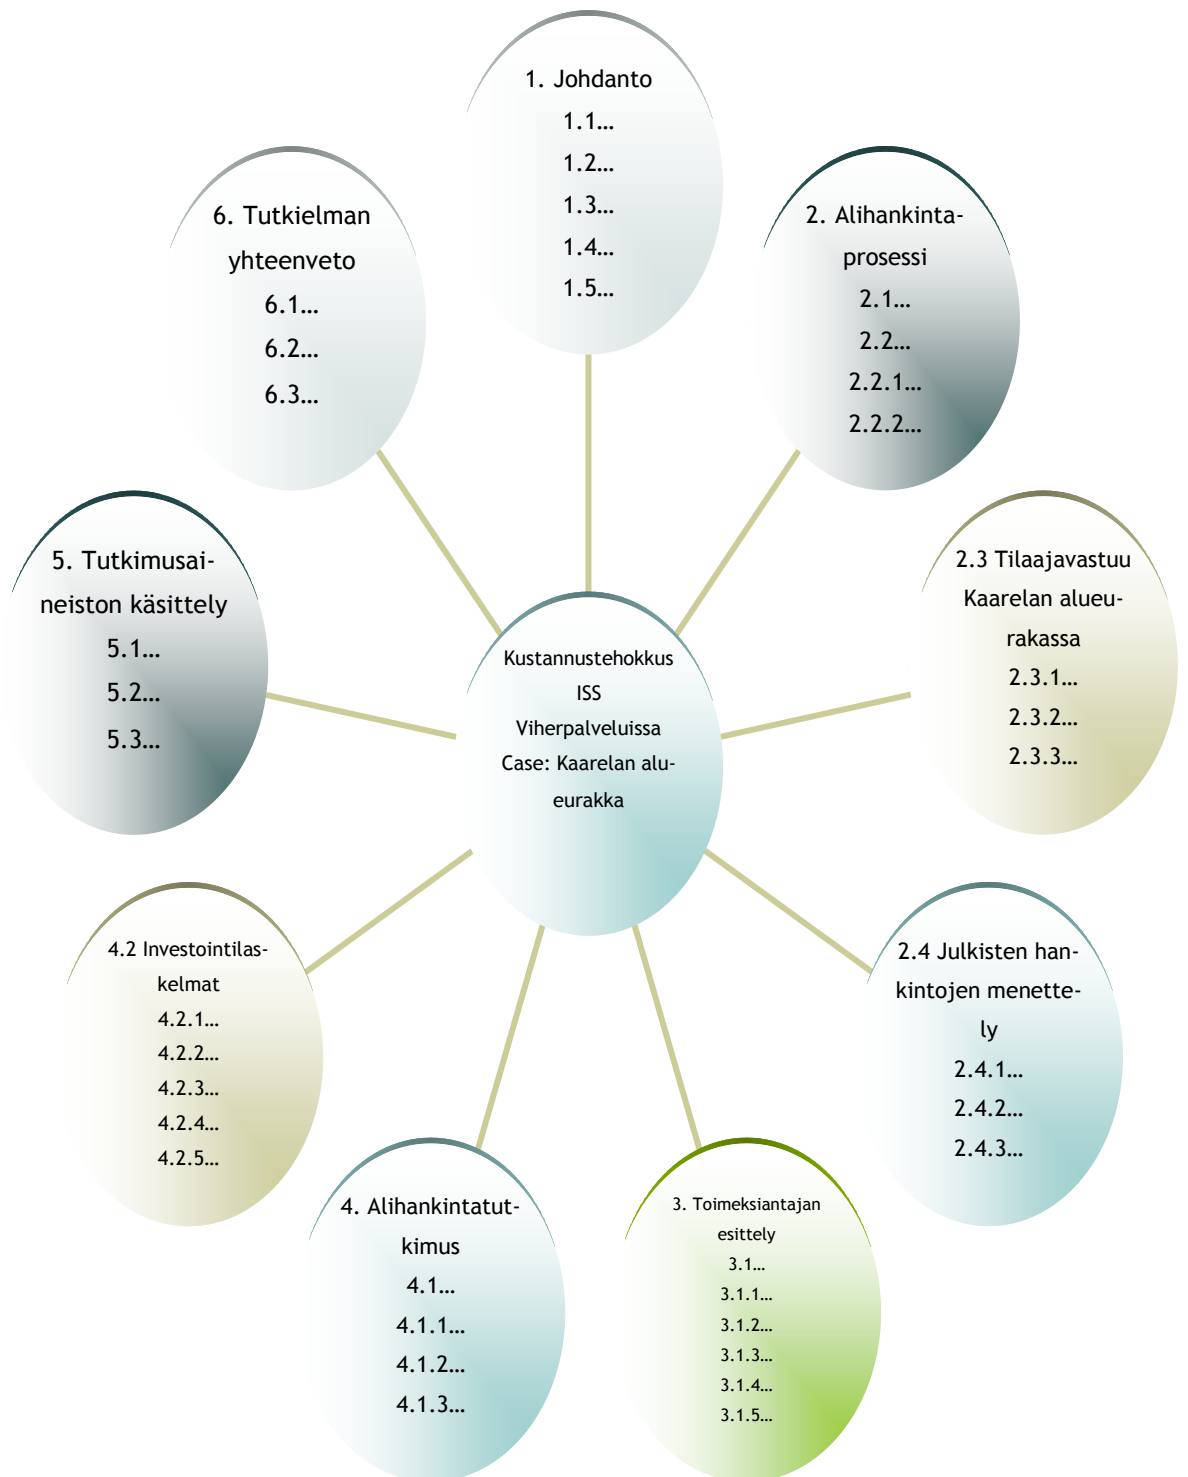 1. Johdanto
1.1…
1.2…
1.3…
1.4…
1.5…
2. Alihankinta-
prosessi
2.1…
2.2…
2.2.1…
2.2.2…
2.3 Tilaajavastuu
Kaarelan alueu-
rakassa
2.3.1…
2.3.2…
2.3.3…
2.4 Julkisten han-
kintojen menette-
ly
2.4.1…
2.4.2…
2.4.3…
3. Toimeksiantajan
esittely
3.1…
3.1.1…
3.1.2…
3.1.3…
3.1.4…
3.1.5…
4. Alihankintatut-
kimus
4.1…
4.1.1…
4.1.2…
4.1.3…
4.2 Investointilas-
kelmat
4.2.1…
4.2.2…
4.2.3…
4.2.4…
4.2.5…
5. Tutkimusai-
neiston käsittely
5.1…
5.2…
5.3…
6. Tutkielman
yhteenveto
6.1…
6.2…
6.3…
Kustannustehokkus
ISS
Viherpalveluissa
Case: Kaarelan alu-
eurakka